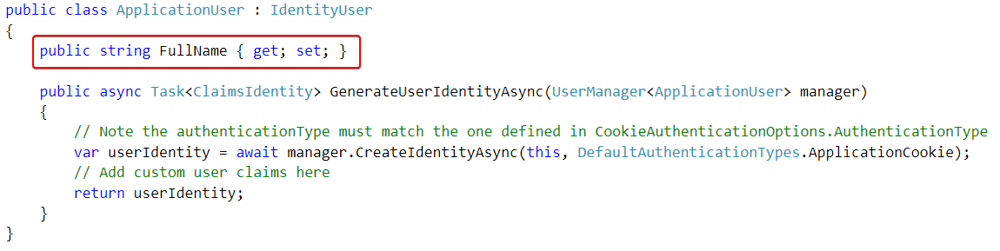 public class ApplicationUser : IdentityUser
{
public string FullName { get; set; }
public async Task<ClaimsIdentity> GenerateUserIdentityAsync(UserManager<ApplicationUser> manager)
{
// Note the authenticationType must match the one defined in CookieAuthenticationOptions.AuthenticationType
var userIdentity = await manager.CreateIdentityAsync(this, DefaultAuthenticationTypes.ApplicationCookie);
// Add custom user claims here
return userIdentity;
}
}